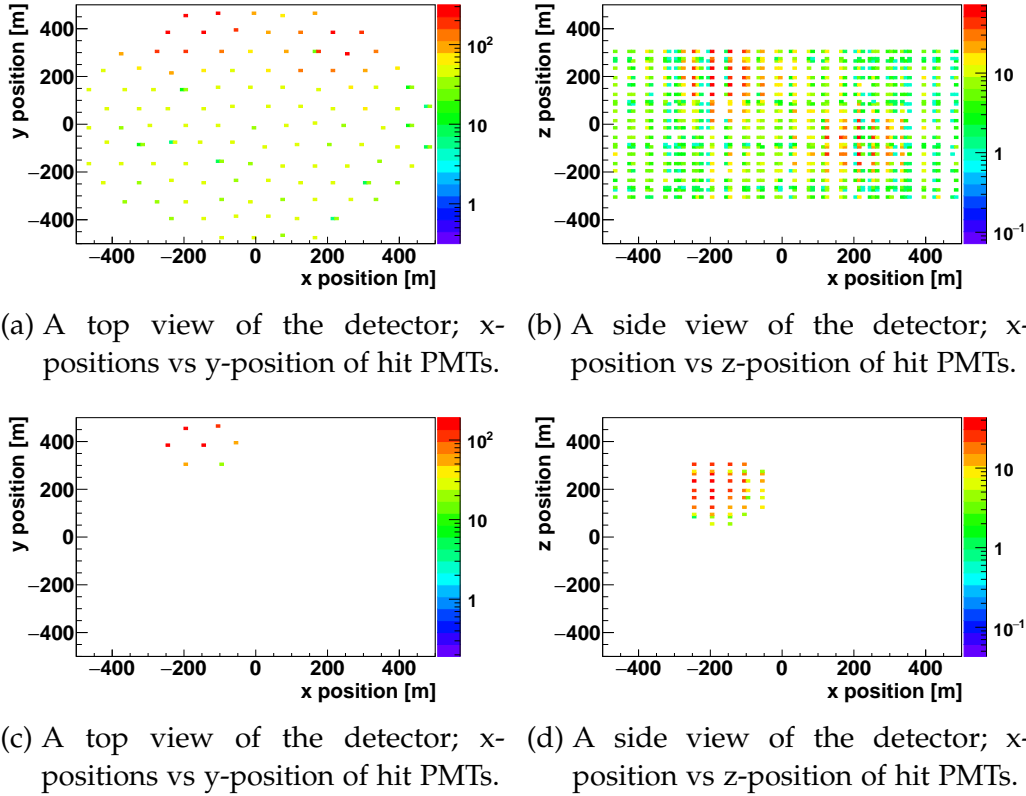 y position [m]
400
200
0
−200
−400
−400 −200 0 200 400
x position [m]
10²
10
1
z position [m]
400
200
0
−200
−400
−400 −200 0 200 400
x position [m]
10
1
10⁻¹
(a) A top view of the detector; x-
positions vs y-position of hit PMTs.
(b) A side view of the detector; x-
position vs z-position of hit PMTs.
y position [m]
400
200
0
−200
−400
−400 −200 0 200 400
x position [m]
10²
10
1
z position [m]
400
200
0
−200
−400
−400 −200 0 200 400
x position [m]
10
1
10⁻¹
(c) A top view of the detector; x-
positions vs y-position of hit PMTs.
(d) A side view of the detector; x-
position vs z-position of hit PMTs.